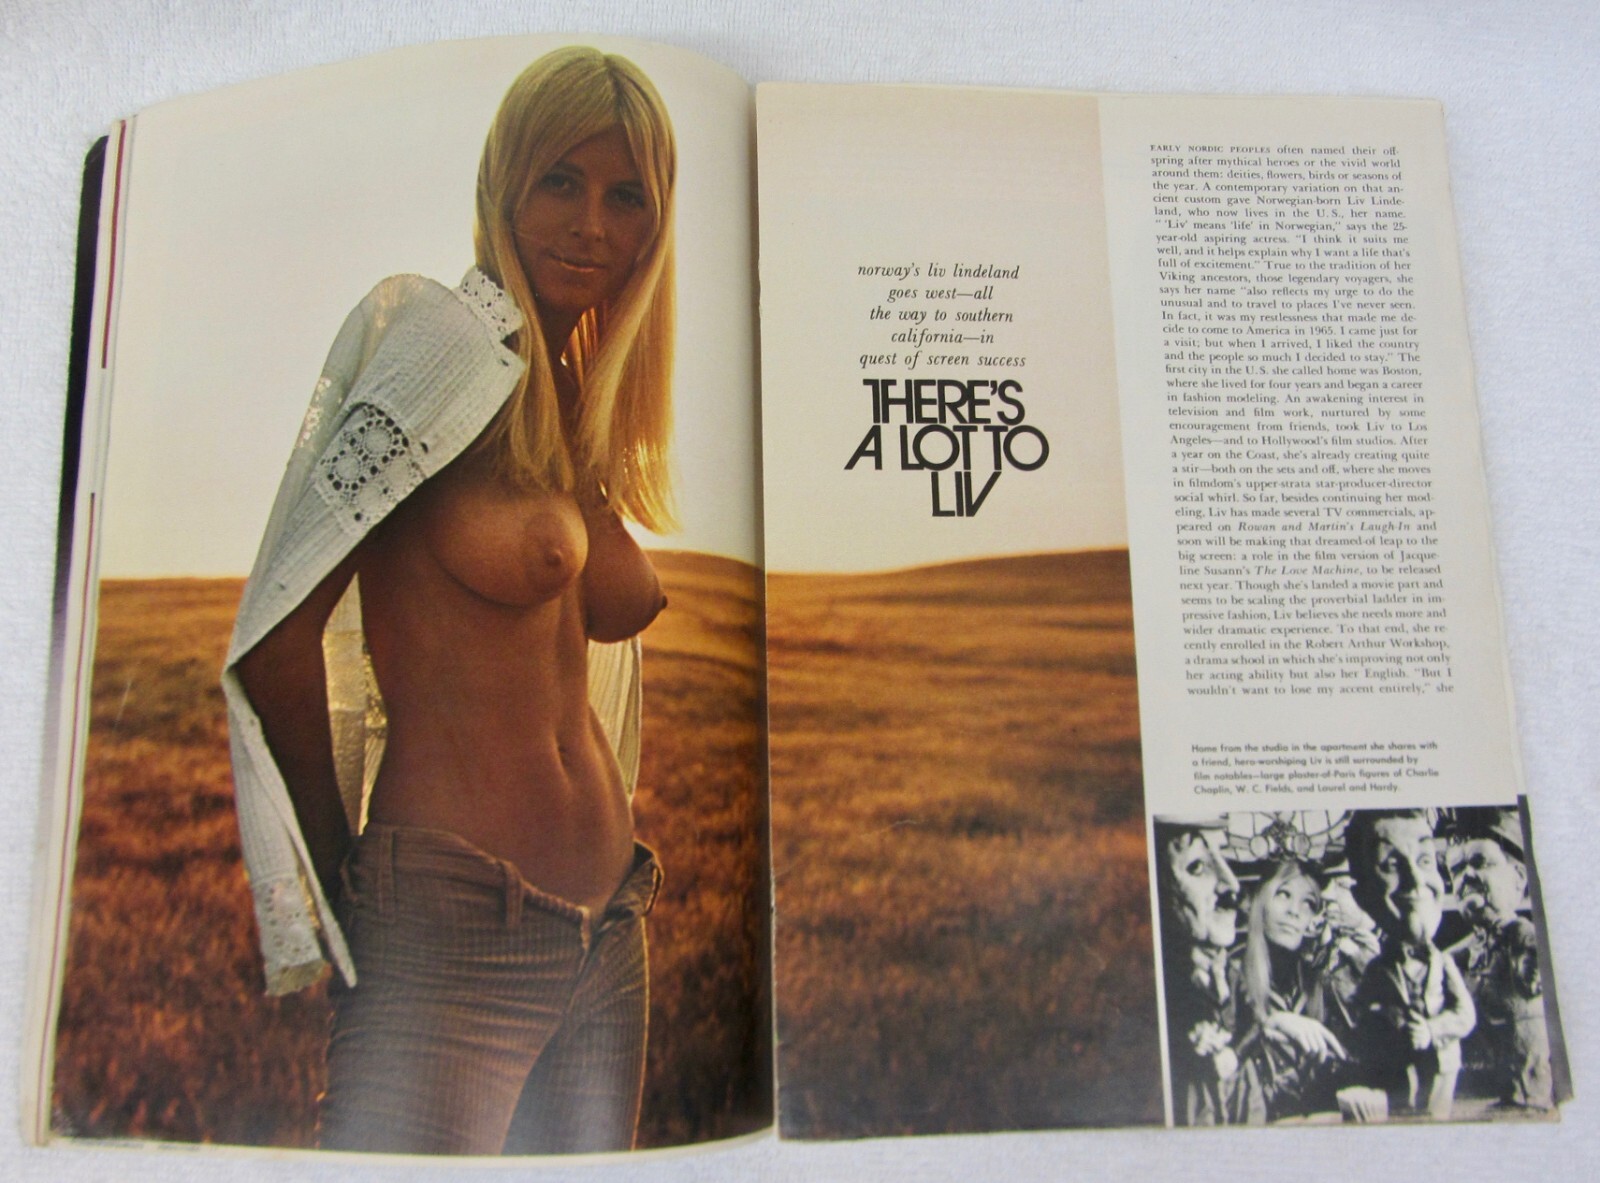 norway's liv lindeland
goes west—all
the way to southern
california—in
quest of screen success
THERE'S
A LOT TO
LIV
EARLY NORDIC PEOPLES often named their off-
spring after mythical heroes or the vivid world
around them: deities, flowers, birds or seasons of
the year. A contemporary variation on that an-
cient custom gave Norwegian-born Liv Linde-
land, who now lives in the U. S., her name.
" 'Liv' means 'life' in Norwegian," says the 25-
year-old aspiring actress. "I think it suits me
well, and it helps explain why I want a life that's
full of excitement." True to the tradition of her
Viking ancestors, those legendary voyagers, she
says her name "also reflects my urge to do the
unusual and to travel to places I've never seen.
In fact, it was my restlessness that made me de-
cide to come to America in 1965. I came just for
a visit; but when I arrived, I liked the country
and the people so much I decided to stay." The
first city in the U. S. she called home was Boston,
where she lived for four years and began a career
in fashion modeling. An awakening interest in
television and film work, nurtured by some
encouragement from friends, took Liv to Los
Angeles—and to Hollywood's film studios. After
a year on the Coast, she's already creating quite
a stir—both on the sets and off, where she moves
in filmdom's upper-strata star-producer-director
social whirl. So far, besides continuing her mod-
eling, Liv has made several TV commercials, ap-
peared on Rowan and Martin's Laugh-In and
soon will be making that dreamed-of leap to the
big screen: a role in the film version of Jacque-
line Susann's The Love Machine, to be released
next year. Though she's landed a movie part and
seems to be scaling the proverbial ladder in im-
pressive fashion, Liv believes she needs more and
wider dramatic experience. To that end, she re-
cently enrolled in the Robert Arthur Workshop,
a drama school in which she's improving not only
her acting ability but also her English. "But I
wouldn't want to lose my accent entirely," she
Home from the studio in the apartment she shares with
a friend, hero-worshiping Liv is still surrounded by
film notables—large plaster-of-Paris figures of Charlie
Chaplin, W. C. Fields, and Laurel and Hardy.